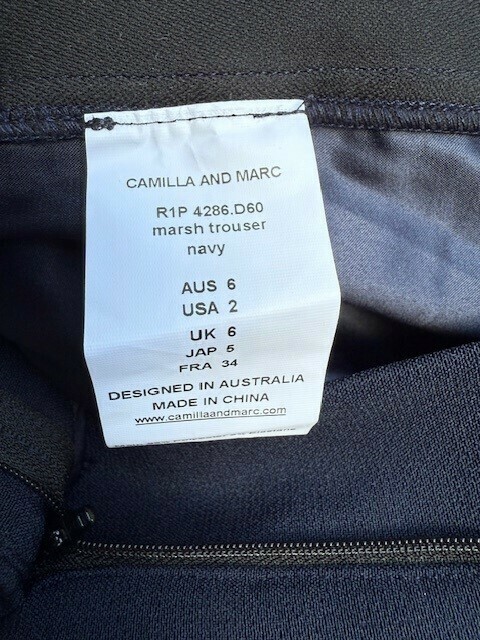 CAMILLA AND MARC
R1P 4286.D60
marsh trouser
navy
AUS 6
USA 2
UK 6
JAP 5
FRA 34
DESIGNED IN AUSTRALIA
MADE IN CHINA
www.camillaandmarc.com